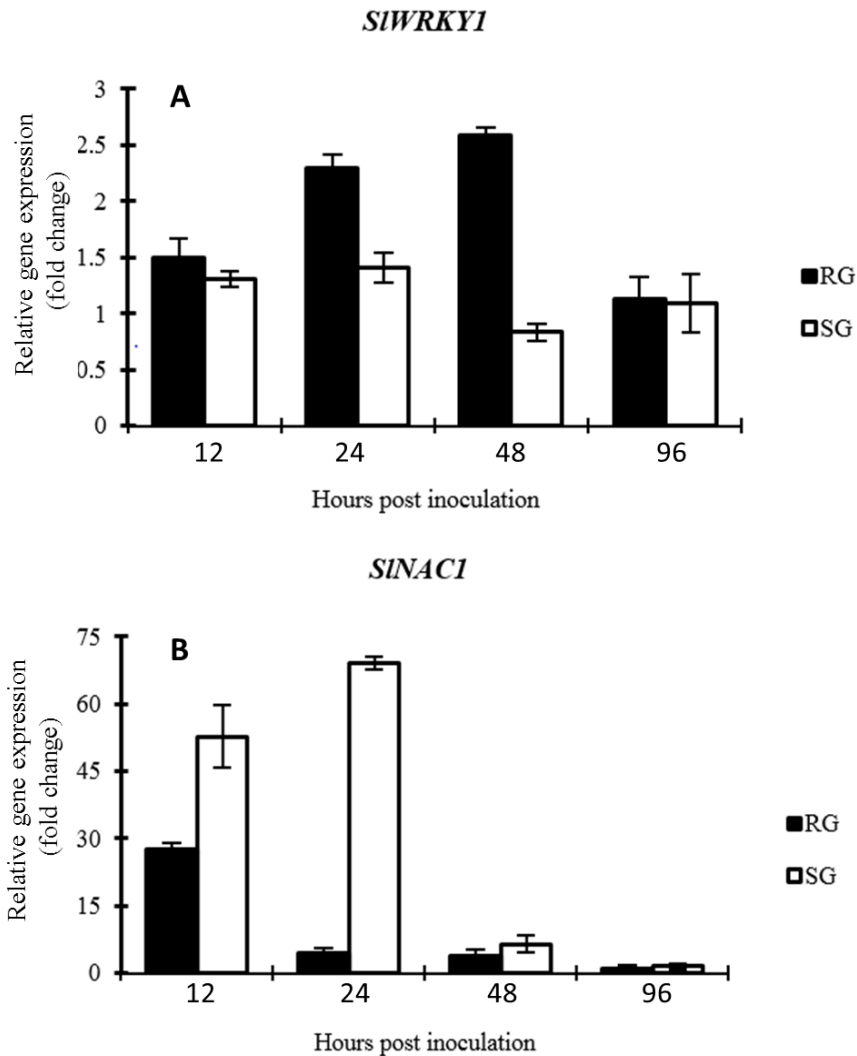 SlWRKY1
A
3
2.5
2
1.5
1
0.5
0
Relative gene expression
(fold change)
12 24 48 96
Hours post inoculation
RG
SG
SlNAC1
B
75
60
45
30
15
0
Relative gene expression
(fold change)
12 24 48 96
Hours post inoculation
RG
SG